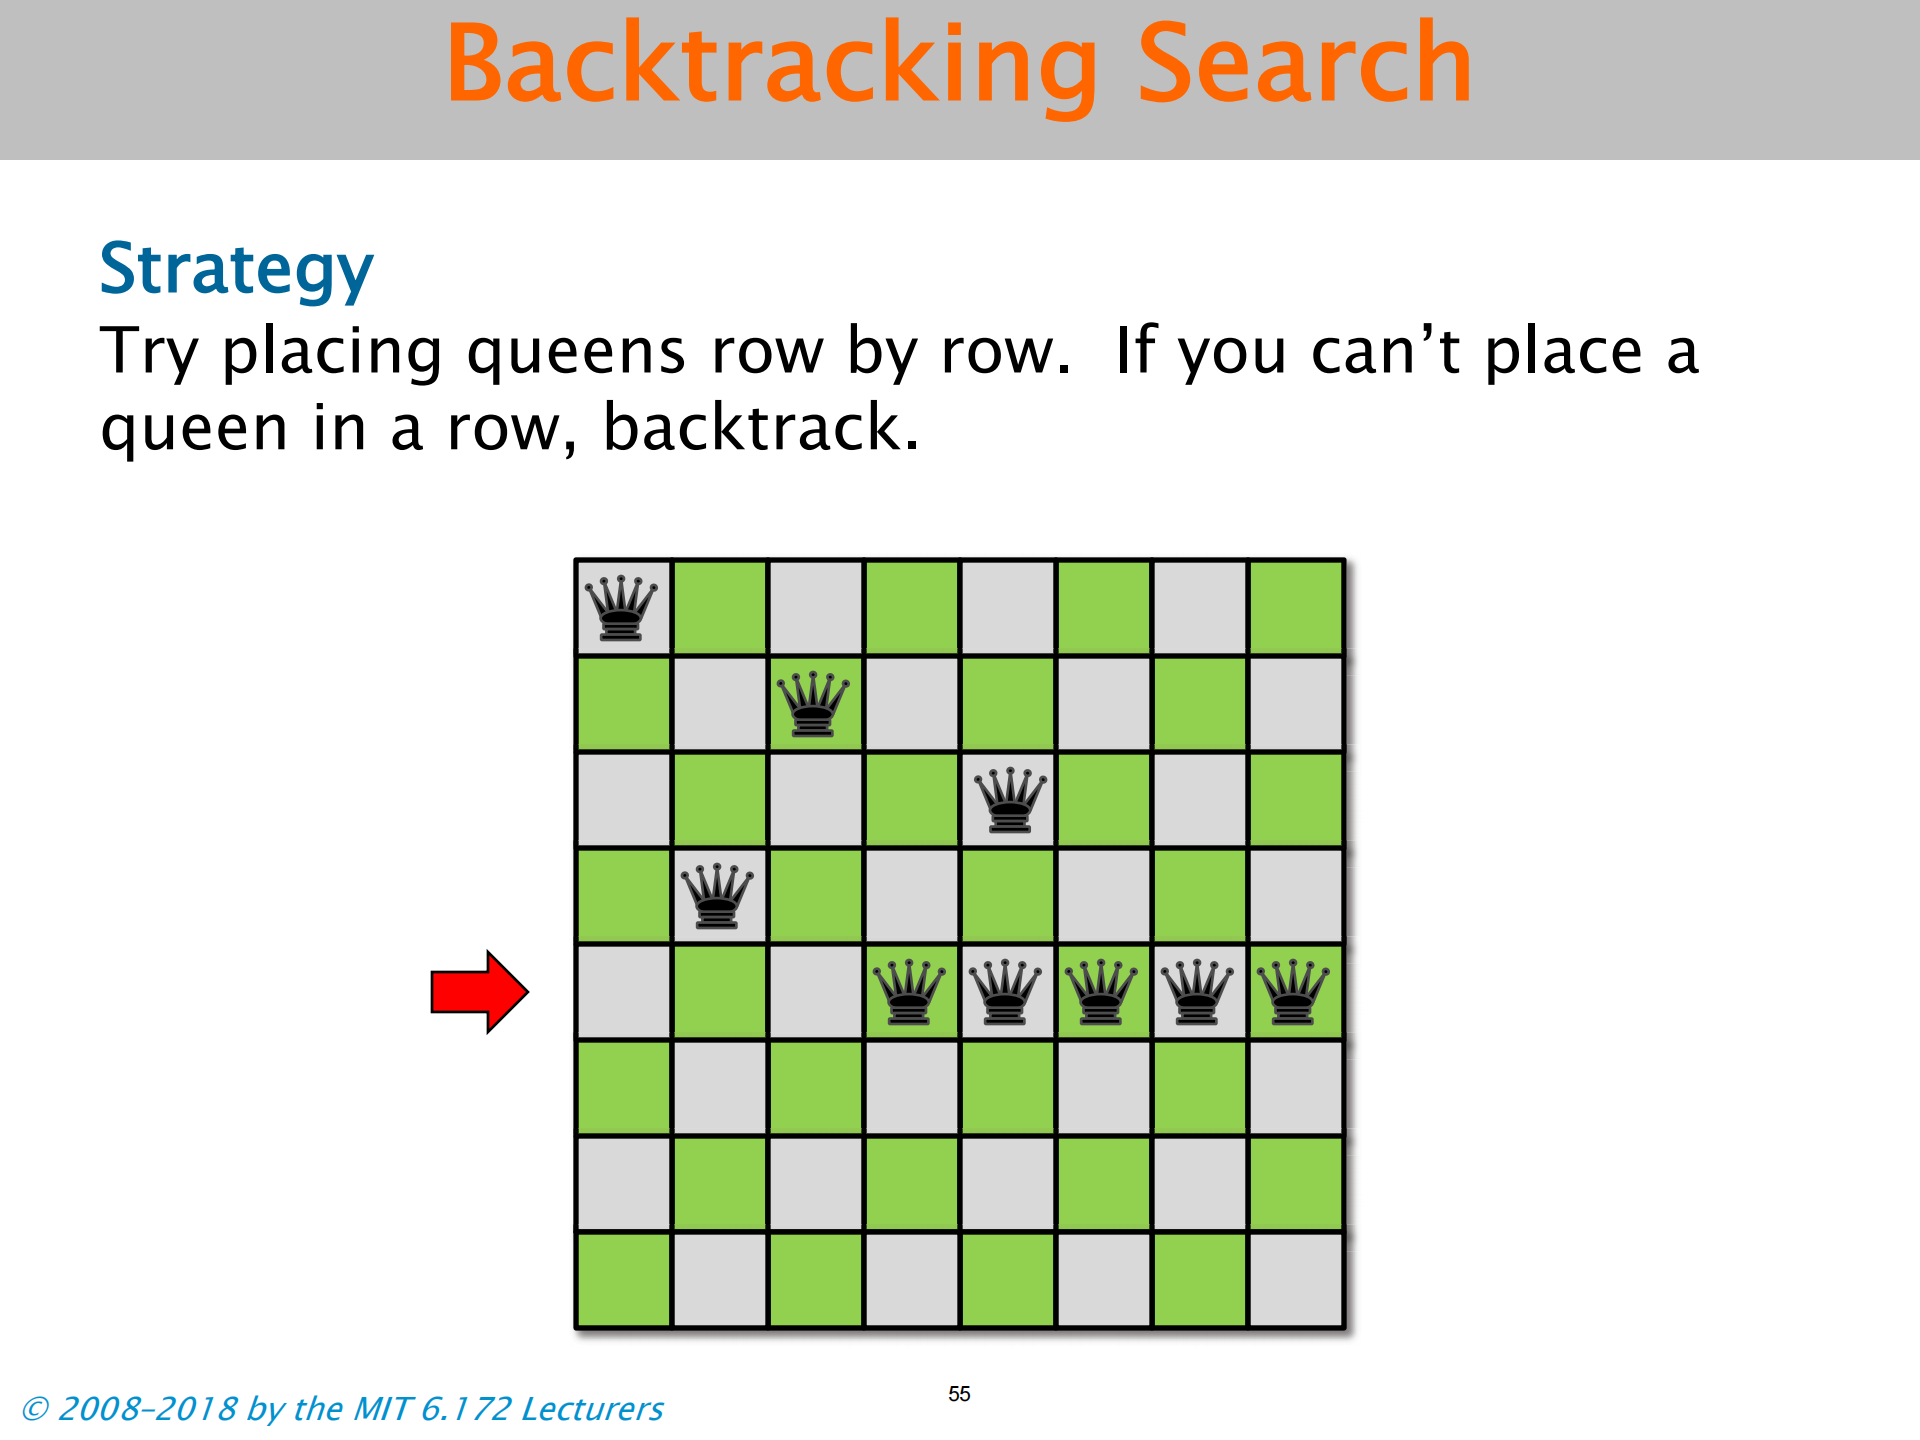 Backtracking Search
Strategy
Try placing queens row by row. If you can’t place a
queen in a row, backtrack.
© 2008–2018 by the MIT 6.172 Lecturers
55